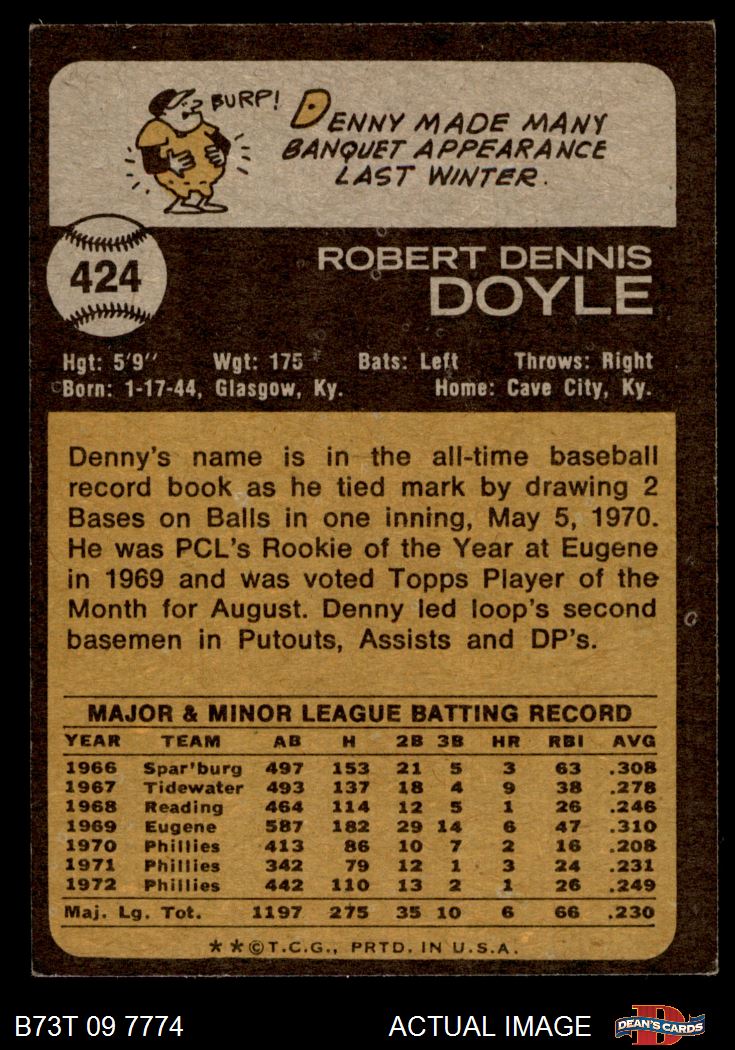 BURP!
DENNY MADE MANY
BANQUET APPEARANCE
LAST WINTER.
424
ROBERT DENNIS
DOYLE
Hgt: 5'9" Wgt: 175 Bats: Left Throws: Right
Born: 1-17-44, Glasgow, Ky. Home: Cave City, Ky.
Denny's name is in the all-time baseball
record book as he tied mark by drawing 2
Bases on Balls in one inning, May 5, 1970.
He was PCL's Rookie of the Year at Eugene
in 1969 and was voted Topps Player of the
Month for August. Denny led loop's second
basemen in Putouts, Assists and DP's.
MAJOR & MINOR LEAGUE BATTING RECORD
YEAR TEAM AB H 2B 3B HR RBI AVG
1966 Spar'burg 497 153 21 5 3 63 .308
1967 Tidewater 493 137 18 4 9 38 .278
1968 Reading 464 114 12 5 1 26 .246
1969 Eugene 587 182 29 14 6 47 .310
1970 Phillies 413 86 10 7 2 16 .208
1971 Phillies 342 79 12 1 3 24 .231
1972 Phillies 442 110 13 2 1 26 .249
Maj. Lg. Tot. 1197 275 35 10 6 66 .230
**©T.C.G., PRTD. IN U.S.A.
B73T 09 7774 ACTUAL IMAGE DEAN'S CARDS